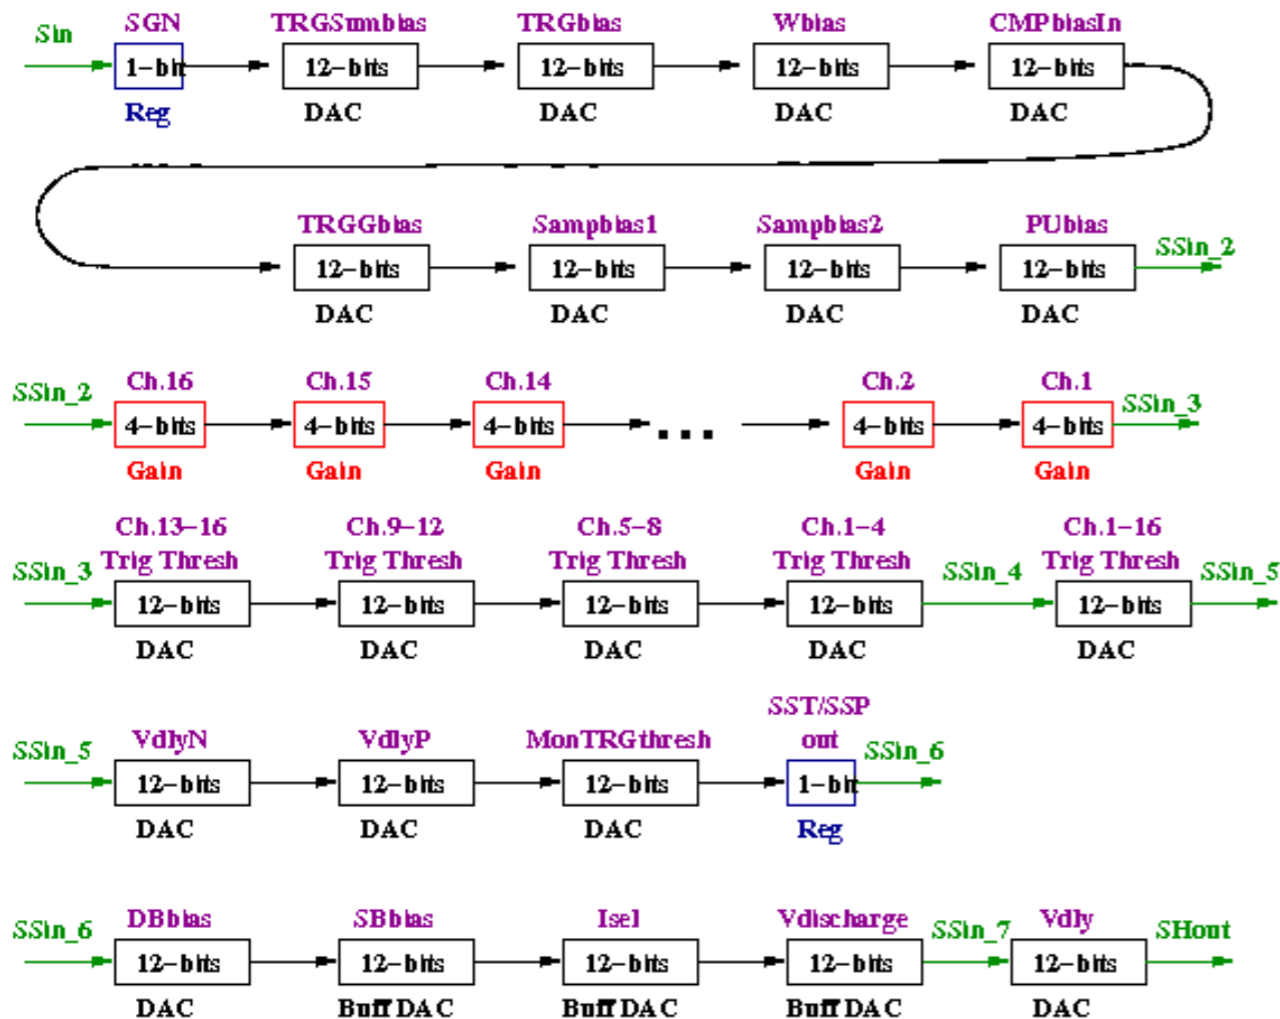 Sin SGN TRGSumbias TRGbias Wbias CMPbiasIn
1-bit 12-bits 12-bits 12-bits 12-bits
Reg DAC DAC DAC DAC
TRGGbias Sampbias1 Sampbias2 PUbias SSin_2
12-bits 12-bits 12-bits 12-bits
DAC DAC DAC DAC
SSin_2 Ch.16 Ch.15 Ch.14 Ch.2 Ch.1 SSin_3
4-bits 4-bits 4-bits ... 4-bits 4-bits
Gain Gain Gain Gain Gain
Ch.13-16 Ch.9-12 Ch.5-8 Ch.1-4 Ch.1-16
SSin_3 Trig Thresh Trig Thresh Trig Thresh Trig Thresh SSin_4 Trig Thresh SSin_5
12-bits 12-bits 12-bits 12-bits 12-bits
DAC DAC DAC DAC DAC
SST/SSP
SSin_5 VdlyN VdlyP MonTRGthresh out SSin_6
12-bits 12-bits 12-bits 1-bit
DAC DAC DAC Reg
SSin_6 DBbias SBbias Isel Vdischarge SSin_7 Vdly SHout
12-bits 12-bits 12-bits 12-bits 12-bits
DAC Buff DAC Buff DAC Buff DAC DAC